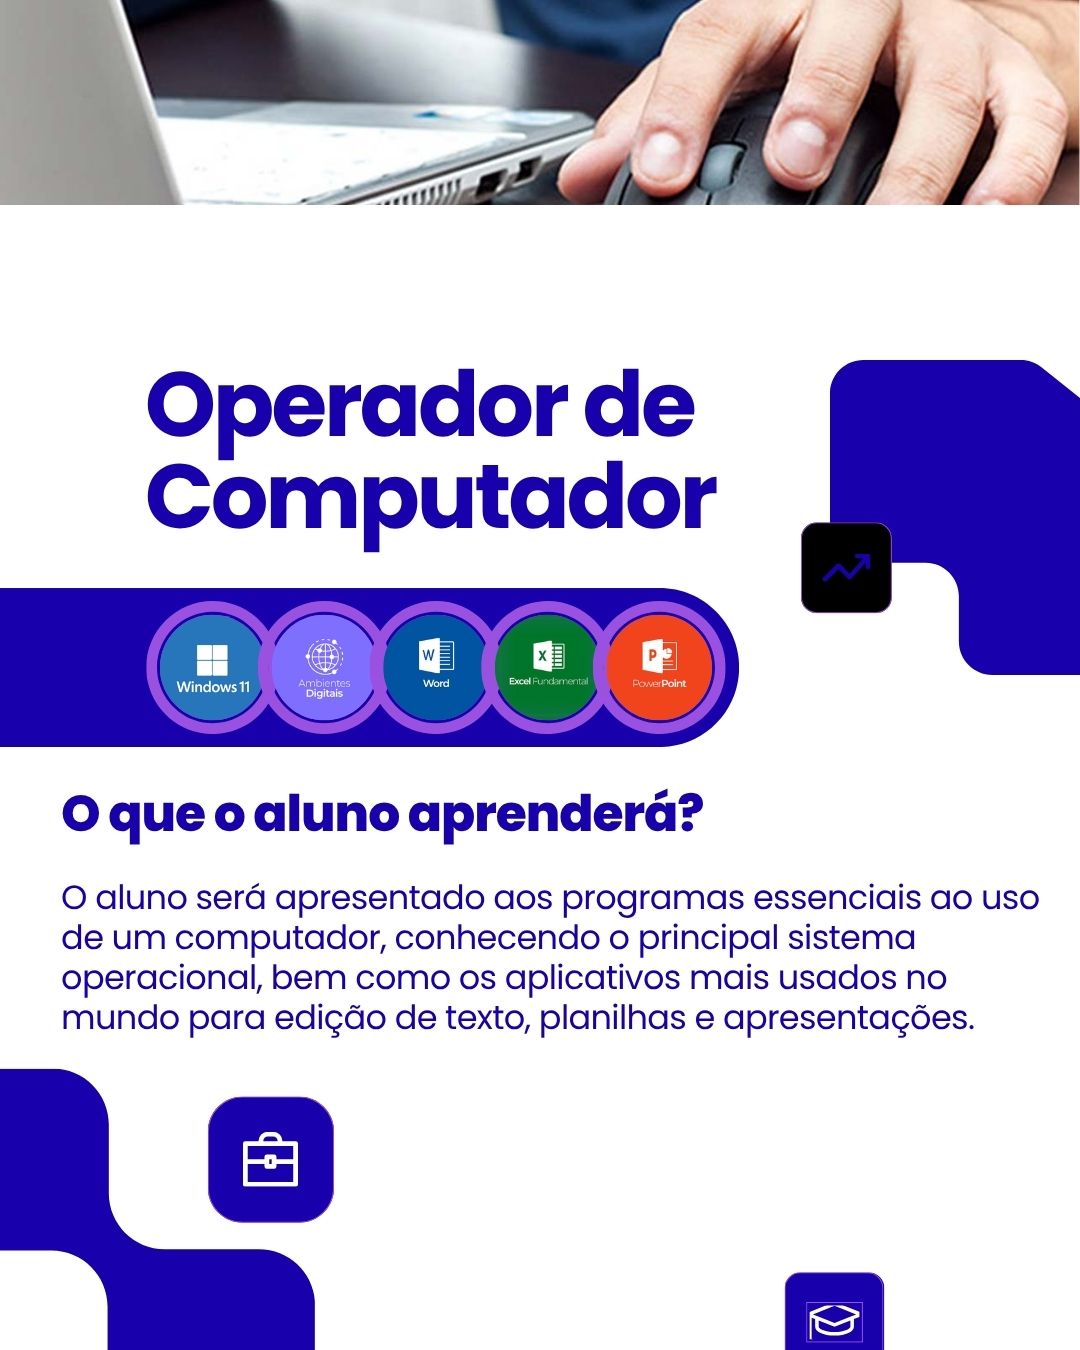 Operador de
Computador
Windows 11
Ambientes
Digitais
Word
Excel Fundamental
PowerPoint
O que o aluno aprenderá?
O aluno será apresentado aos programas essenciais ao uso
de um computador, conhecendo o principal sistema
operacional, bem como os aplicativos mais usados no
mundo para edição de texto, planilhas e apresentações.